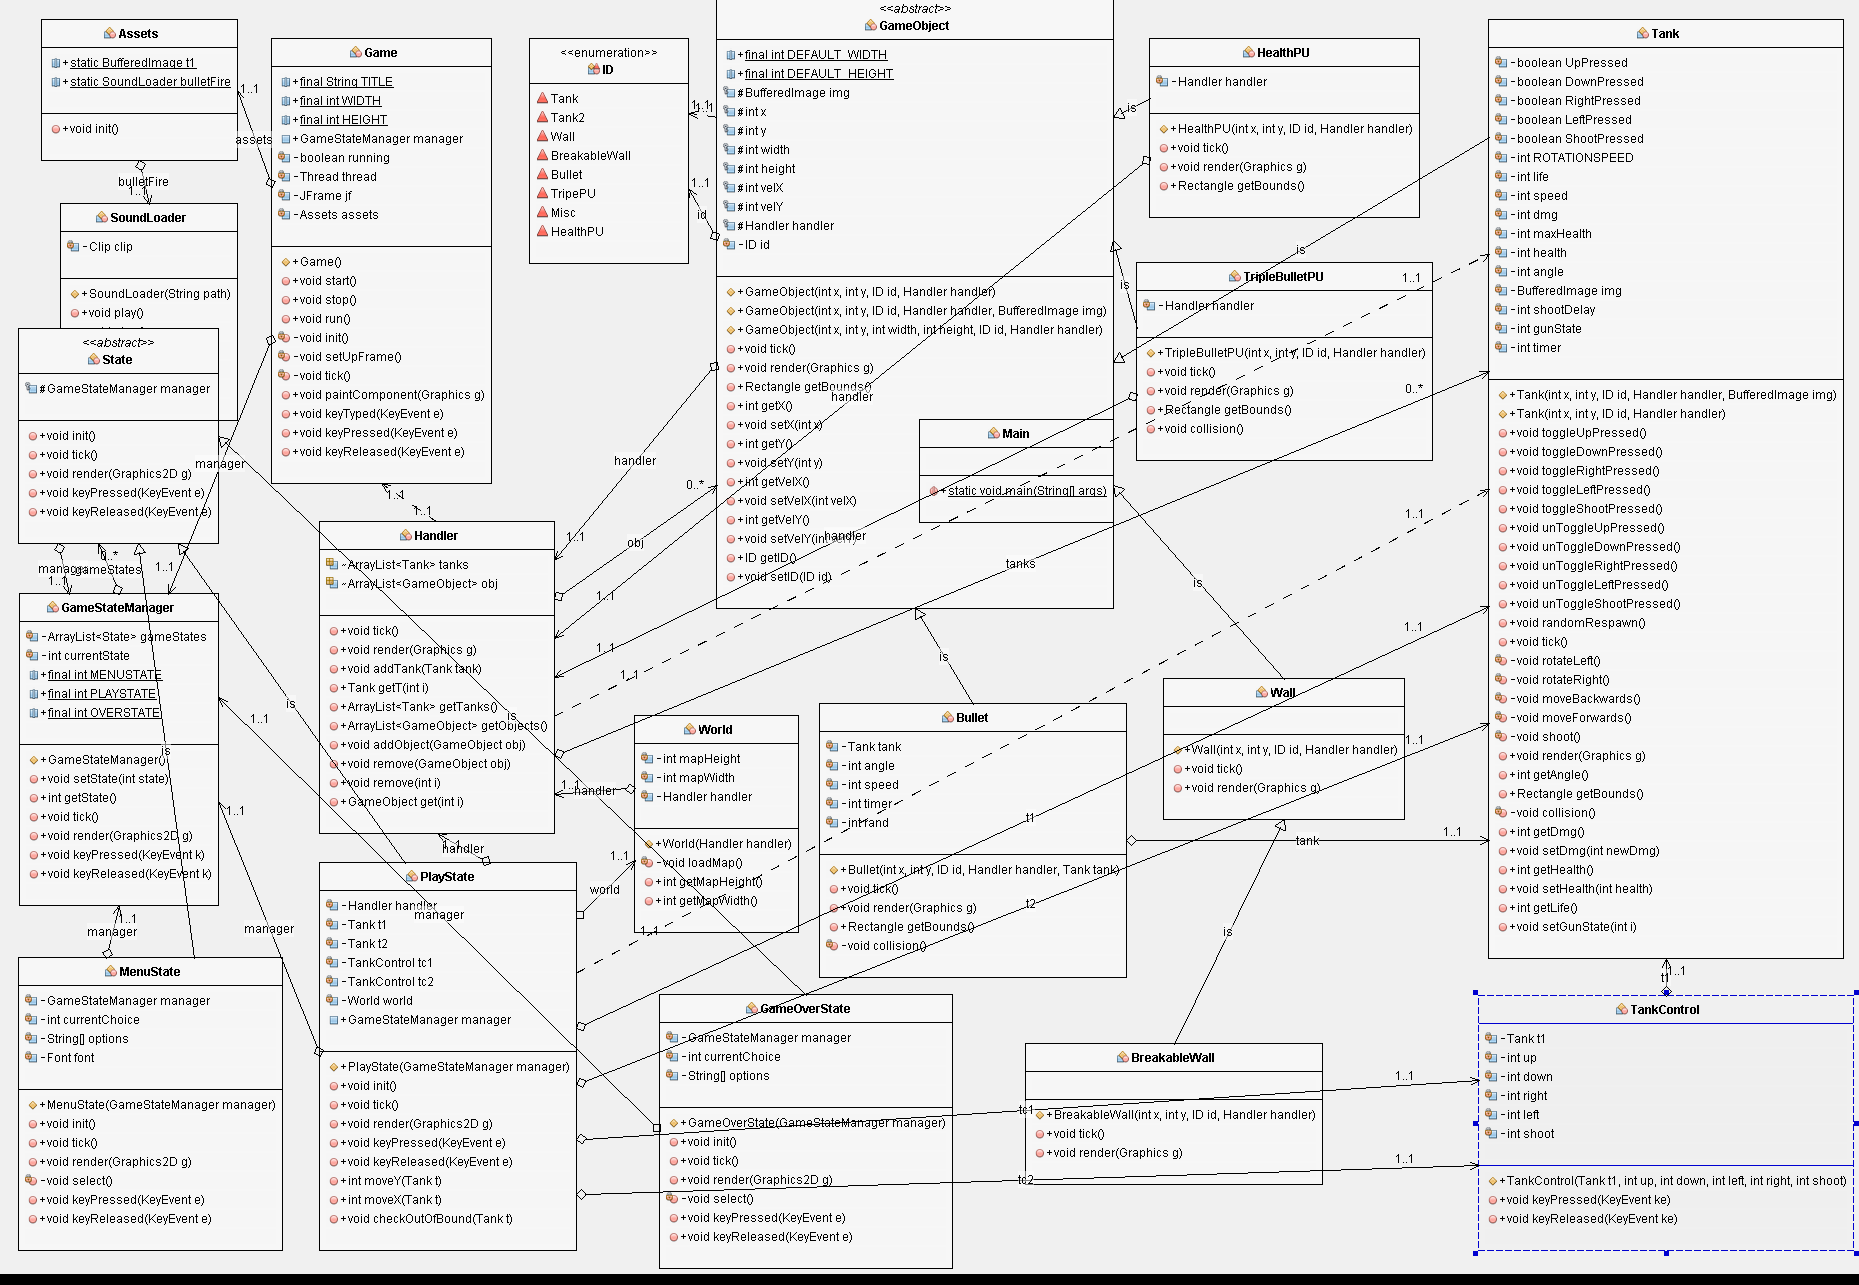 Assets
+static BufferedImage t1
+static SoundLoader bulletFire
+void init()
bulletFire
1..1
SoundLoader
-Clip clip
+SoundLoader(String path)
+void play()
<<abstract>>
State
#GameStateManager manager
+void init()
+void tick()
+void render(Graphics2D g)
+void keyPressed(KeyEvent e)
+void keyReleased(KeyEvent e)
manager
1..1
0..*
gameStates
1..1
GameStateManager
-ArrayList<State> gameStates
-int currentState
+final int MENUSTATE
+final int PLAYSTATE
+final int OVERSTATE
+GameStateManager()
+void setState(int state)
+int getState()
+void tick()
+void render(Graphics2D g)
+void keyPressed(KeyEvent k)
+void keyReleased(KeyEvent k)
1..1
manager
MenuState
-GameStateManager manager
-int currentChoice
-String[] options
-Font font
+MenuState(GameStateManager manager)
+void init()
+void tick()
+void render(Graphics2D g)
-void select()
+void keyPressed(KeyEvent e)
+void keyReleased(KeyEvent e)
1..1
assets
Game
+final String TITLE
+final int WIDTH
+final int HEIGHT
+GameStateManager manager
-boolean running
-Thread thread
-JFrame jf
-Assets assets
+Game()
+void start()
+void stop()
+void run()
-void init()
-void setUpFrame()
-void tick()
+void paintComponent(Graphics g)
+void keyTyped(KeyEvent e)
+void keyPressed(KeyEvent e)
+void keyReleased(KeyEvent e)
manager
1..1
1..1
Handler
~ArrayList<Tank> tanks
~ArrayList<GameObject> obj
+void tick()
+void render(Graphics g)
+void addTank(Tank tank)
+Tank getT(int i)
+ArrayList<Tank> getTanks()
+ArrayList<GameObject> getObjects()
+void addObject(GameObject obj)
+void remove(GameObject obj)
+void remove(int i)
+GameObject get(int i)
is
is
is
1..1
1..1
manager
handler
PlayState
-Handler handler
-Tank t1
-Tank t2
-TankControl tc1
-TankControl tc2
-World world
+GameStateManager manager
+PlayState(GameStateManager manager)
+void init()
+void tick()
+void render(Graphics2D g)
+void keyPressed(KeyEvent e)
+void keyReleased(KeyEvent e)
+int moveY(Tank t)
+int moveX(Tank t)
+void checkOutOfBound(Tank t)
manager
<<enumeration>>
ID
Tank
Tank2
Wall
BreakableWall
Bullet
TripePU
Misc
HealthPU
1..1
1..1
id
<<abstract>>
GameObject
+final int DEFAULT_WIDTH
+final int DEFAULT_HEIGHT
#BufferedImage img
#int x
#int y
#int width
#int height
#int velX
#int velY
#Handler handler
-ID id
+GameObject(int x, int y, ID id, Handler handler)
+GameObject(int x, int y, ID id, Handler handler, BufferedImage img)
+GameObject(int x, int y, int width, int height, ID id, Handler handler)
+void tick()
+void render(Graphics g)
+Rectangle getBounds()
+int getX()
+void setX(int x)
+int getY()
+void setY(int y)
+int getVelX()
+void setVelX(int velX)
+int getVelY()
+void setVelY(int velY)
+ID getID()
+void setID(ID id)
handler
handler
handler
1..1
0..*
obj
1..1
1..1
1..1
tanks
Main
+static void main(String[] args)
HealthPU
-Handler handler
+HealthPU(int x, int y, ID id, Handler handler)
+void tick()
+void render(Graphics g)
+Rectangle getBounds()
is
is
is
TripleBulletPU
-Handler handler
+TripleBulletPU(int x, int y, ID id, Handler handler)
+void tick()
+void render(Graphics g)
+Rectangle getBounds()
+void collision()
1..1
0..*
1..1
is
is
World
-int mapHeight
-int mapWidth
-Handler handler
+World(Handler handler)
-void loadMap()
+int getMapHeight()
+int getMapWidth()
1..1
handler
1..1
world
1..1
Bullet
-Tank tank
-int angle
-int speed
-int timer
-int rand
+Bullet(int x, int y, ID id, Handler handler, Tank tank)
+void tick()
+void render(Graphics g)
+Rectangle getBounds()
-void collision()
t1
1..1
t2
1..1
tank
1..1
Wall
+Wall(int x, int y, ID id, Handler handler)
+void tick()
+void render(Graphics g)
is
GameOverState
-GameStateManager manager
-int currentChoice
-String[] options
+GameOverState(GameStateManager manager)
+void init()
+void tick()
+void render(Graphics2D g)
-void select()
+void keyPressed(KeyEvent e)
+void keyReleased(KeyEvent e)
BreakableWall
+BreakableWall(int x, int y, ID id, Handler handler)
+void tick()
+void render(Graphics g)
tc1
1..1
tc2
1..1
Tank
-boolean UpPressed
-boolean DownPressed
-boolean RightPressed
-boolean LeftPressed
-boolean ShootPressed
-int ROTATIONSPEED
-int life
-int speed
-int dmg
-int maxHealth
-int health
-int angle
-BufferedImage img
-int shootDelay
-int gunState
-int timer
+Tank(int x, int y, ID id, Handler handler, BufferedImage img)
+Tank(int x, int y, ID id, Handler handler)
+void toggleUpPressed()
+void toggleDownPressed()
+void toggleRightPressed()
+void toggleLeftPressed()
+void toggleShootPressed()
+void unToggleUpPressed()
+void unToggleDownPressed()
+void unToggleRightPressed()
+void unToggleLeftPressed()
+void unToggleShootPressed()
+void randomRespawn()
+void tick()
-void rotateLeft()
-void rotateRight()
-void moveBackwards()
-void moveForwards()
-void shoot()
+void render(Graphics g)
+int getAngle()
+Rectangle getBounds()
-void collision()
+int getDmg()
+void setDmg(int newDmg)
+int getHealth()
+void setHealth(int health)
+int getLife()
+void setGunState(int i)
1..1
t1
TankControl
-Tank t1
-int up
-int down
-int right
-int left
-int shoot
+TankControl(Tank t1, int up, int down, int left, int right, int shoot)
+void keyPressed(KeyEvent ke)
+void keyReleased(KeyEvent ke)